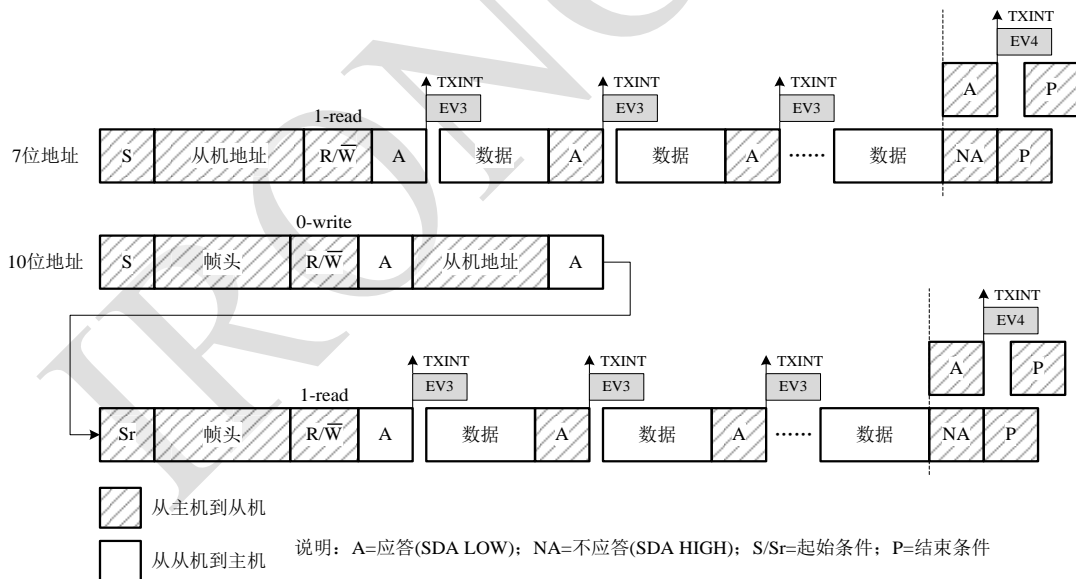 TXINT
EV4
A P
TXINT TXINT TXINT
EV3 EV3 EV3
1-read
7位地址 S 从机地址 R/W̅ A 数据 A 数据 A …… 数据 NA P
0-write
10位地址 S 帧头 R/W̅ A 从机地址 A
TXINT
EV4
A P
TXINT TXINT TXINT
EV3 EV3 EV3
1-read
Sr 帧头 R/W̅ A 数据 A 数据 A …… 数据 NA P
从主机到从机
从从机到主机
说明：A=应答(SDA LOW)；NA=不应答(SDA HIGH)；S/Sr=起始条件；P=结束条件